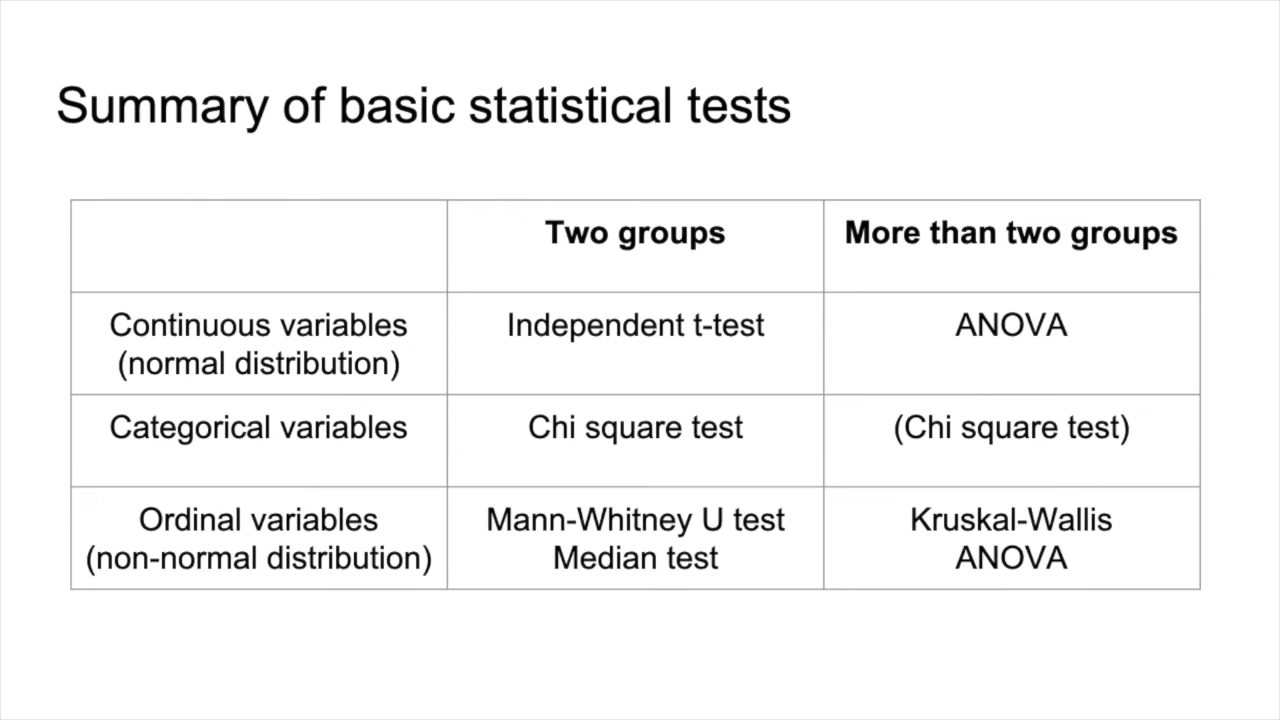 Summary of basic statistical tests
Two groups
More than two groups
Continuous variables
(normal distribution)
Independent t-test
ANOVA
Categorical variables
Chi square test
(Chi square test)
Ordinal variables
(non-normal distribution)
Mann-Whitney U test
Median test
Kruskal-Wallis
ANOVA